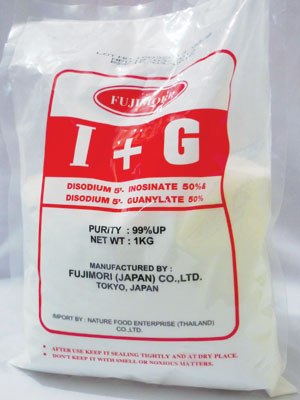 FUJIMORI
I + G
DISODIUM 5'- INOSINATE 50%&
DISODIUM 5'- GUANYLATE 50%
PURITY : 99%UP
NET WT : 1KG
MANUFACTURED BY :
FUJIMORI (JAPAN) CO.,LTD.
TOKYO, JAPAN
IMPORT BY : NATURE FOOD ENTERPRISE (THAILAND)
CO.,LTD.
* AFTER USE KEEP IT SEALING TIGHTLY AND AT DRY PLACE.
* DON'T KEEP IT WITH SMELL OR NOXIOUS MATTERS.